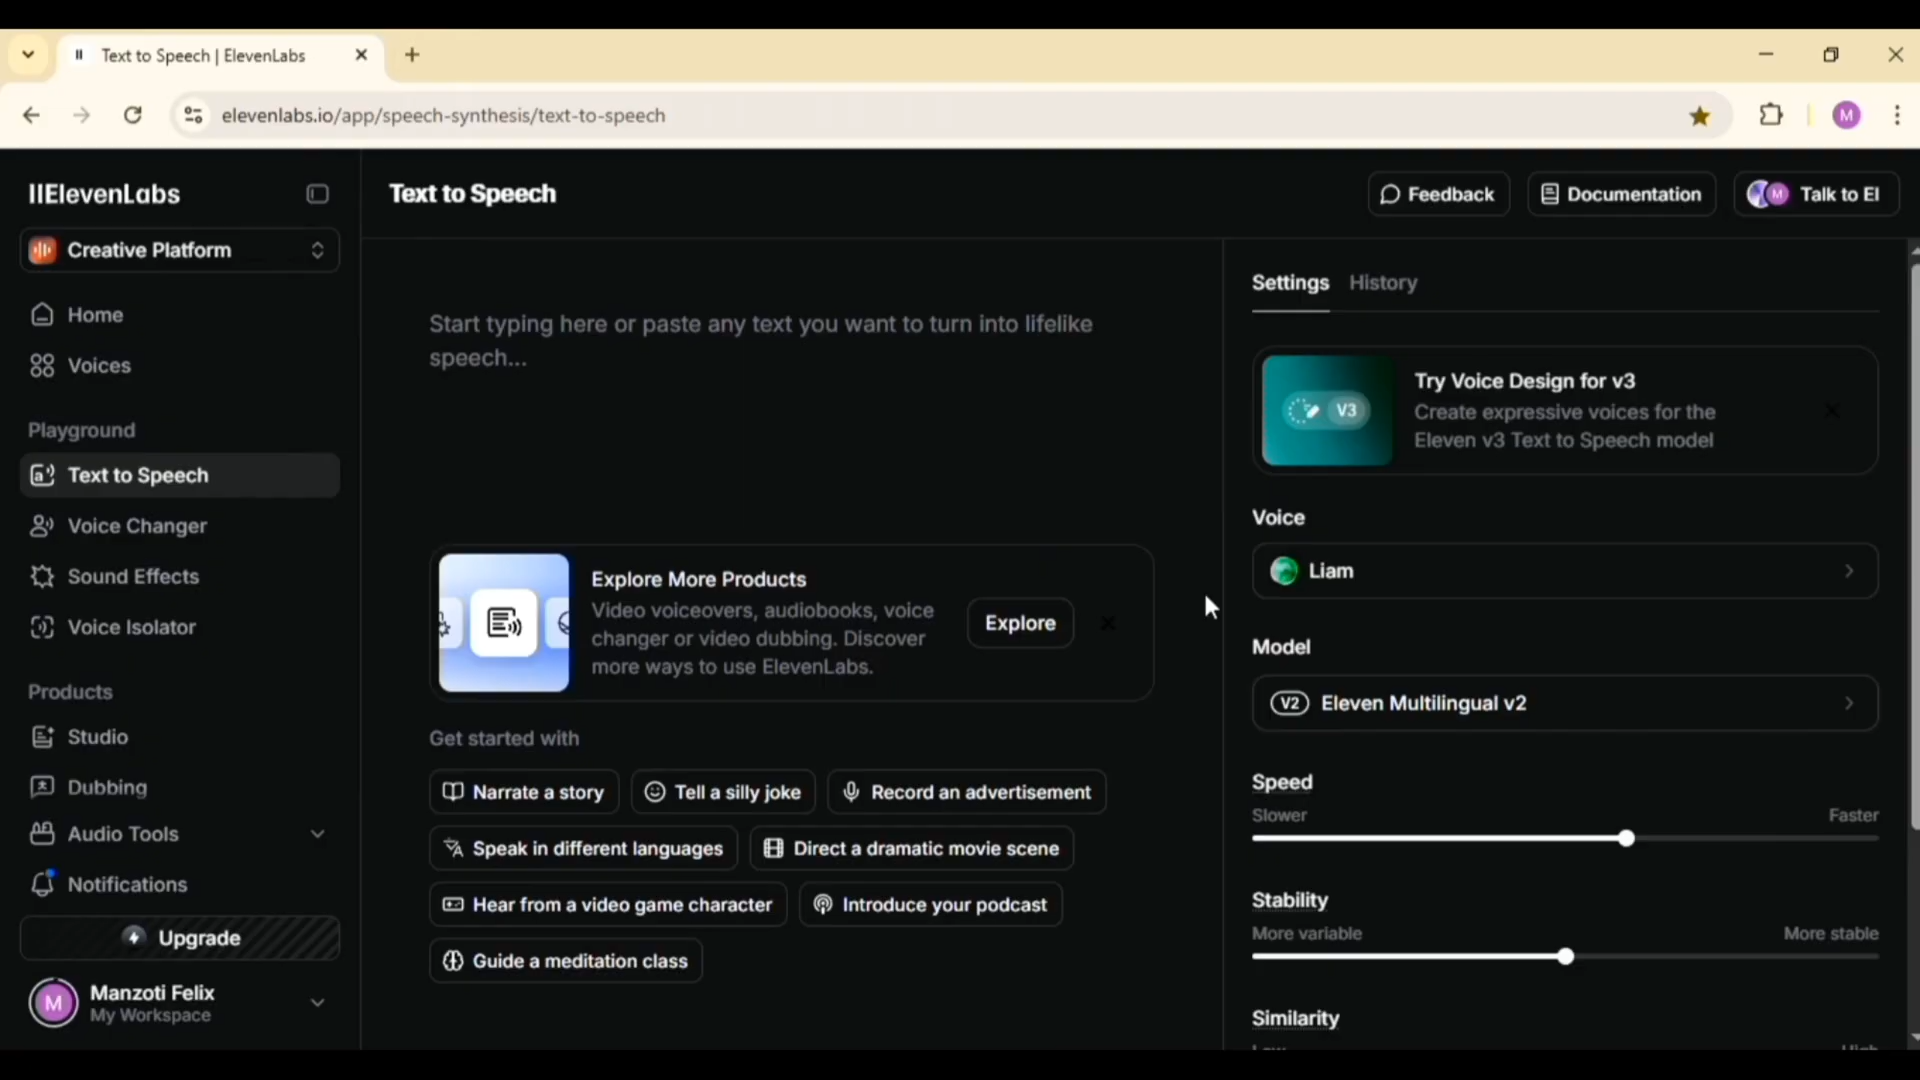 Text to Speech | ElevenLabs
elevenlabs.io/app/speech-synthesis/text-to-speech
M
IIElevenLabs
Creative Platform
Home
Voices
Playground
Text to Speech
Voice Changer
Sound Effects
Voice Isolator
Products
Studio
Dubbing
Audio Tools
Notifications
Upgrade
M
Manzoti Felix
My Workspace
Text to Speech
Feedback
Documentation
M
Talk to El
Start typing here or paste any text you want to turn into lifelike
speech...
Explore More Products
Video voiceovers, audiobooks, voice
changer or video dubbing. Discover
more ways to use ElevenLabs.
Explore
Get started with
Narrate a story
Tell a silly joke
Record an advertisement
Speak in different languages
Direct a dramatic movie scene
Hear from a video game character
Introduce your podcast
Guide a meditation class
Settings
History
V3
Try Voice Design for v3
Create expressive voices for the
Eleven v3 Text to Speech model
Voice
Liam
Model
V2 Eleven Multilingual v2
Speed
Slower Faster
Stability
More variable More stable
Similarity